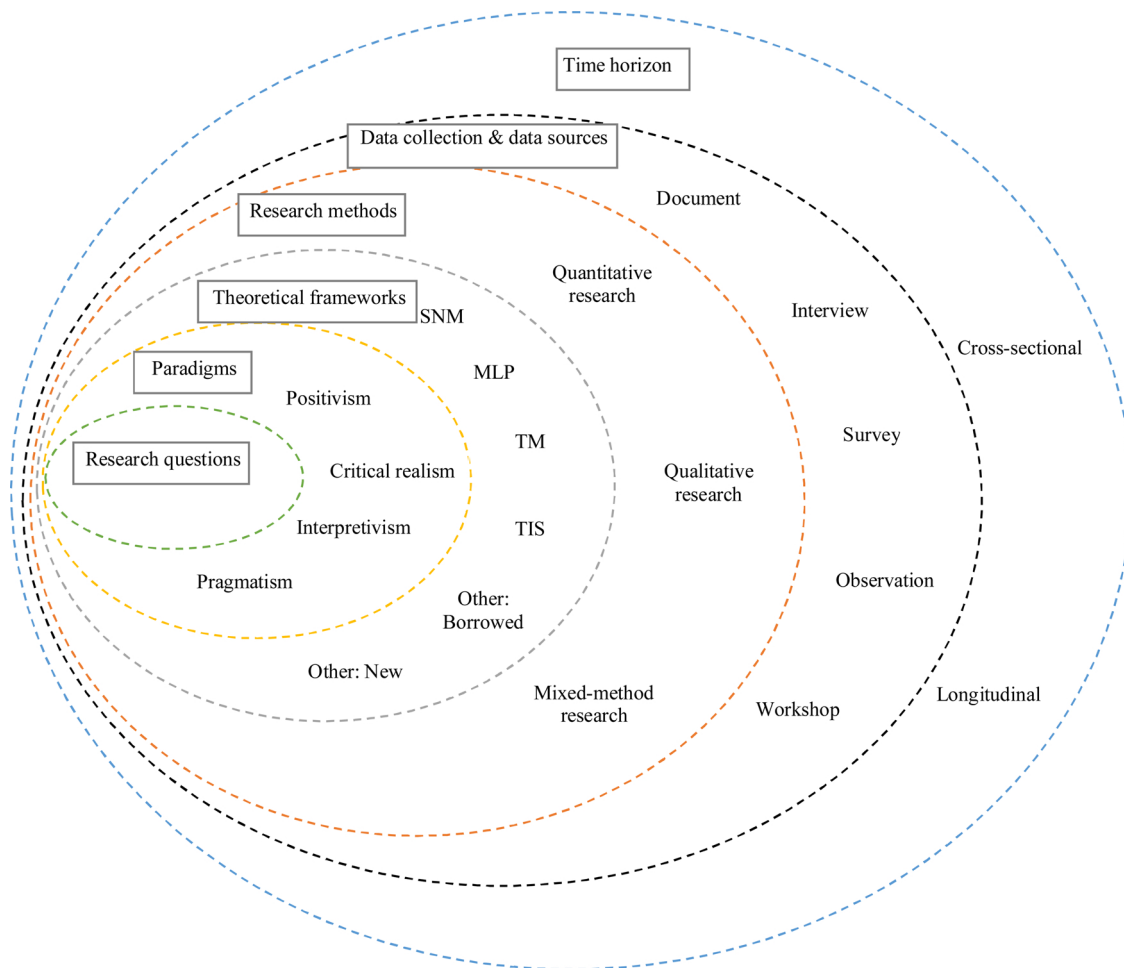 Time horizon
Data collection & data sources
Document
Research methods
Quantitative
research
Theoretical frameworks
SNM
Interview
Cross-sectional
Paradigms
MLP
Positivism
Survey
TM
Research questions
Critical realism
Qualitative
research
Interpretivism
TIS
Pragmatism
Observation
Other:
Borrowed
Other: New
Mixed-method
research
Workshop
Longitudinal